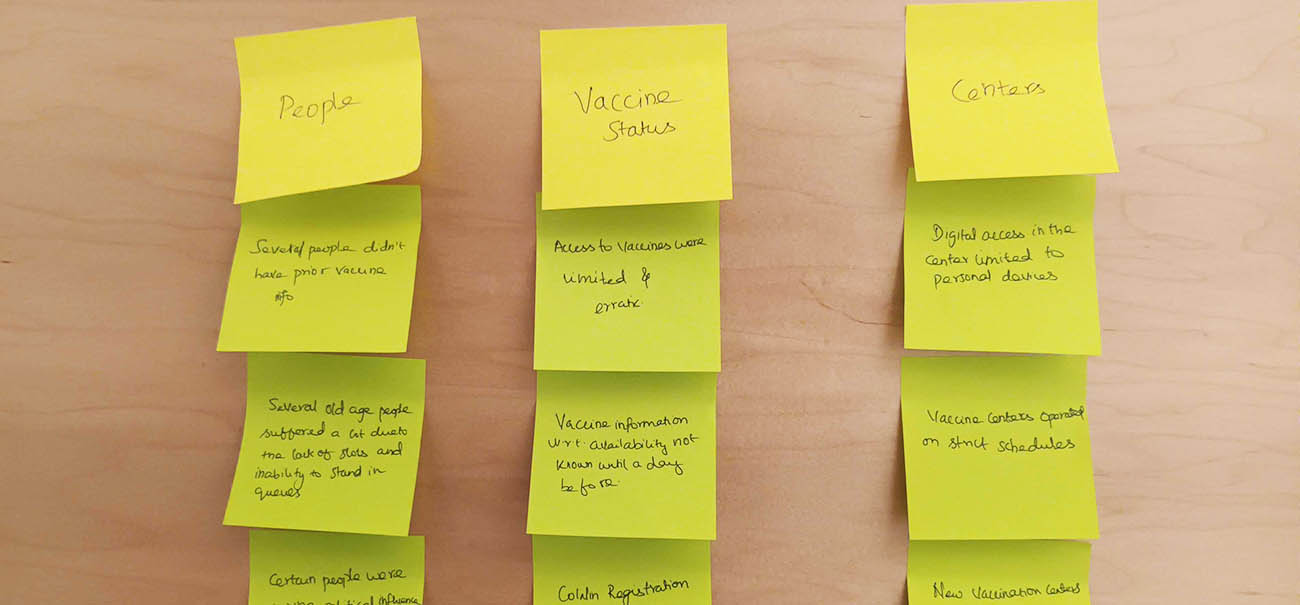 People
Several people didn't
have prior vaccine
info
Several old age people
suffered a lot due to
the lack of slots and
inability to stand in
queues
Certain people were
political influence
Vaccine
Status
Access to vaccines were
limited &
erratic.
Vaccine information
w.r.t. availability not
known until a day
before.
CoWin Registration
Centers
Digital access in the
center limited to
personal devices
Vaccine centers operated
on strict schedules
New vaccination centers